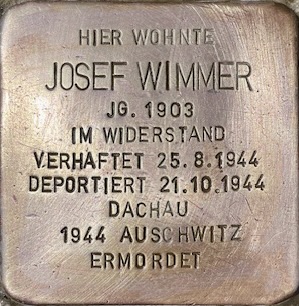 HIER WOHNTE
JOSEF WIMMER
JG. 1903
IM WIDERSTAND
VERHAFTET 25.8.1944
DEPORTIERT 21.10.1944
DACHAU
1944 AUSCHWITZ
ERMORDET